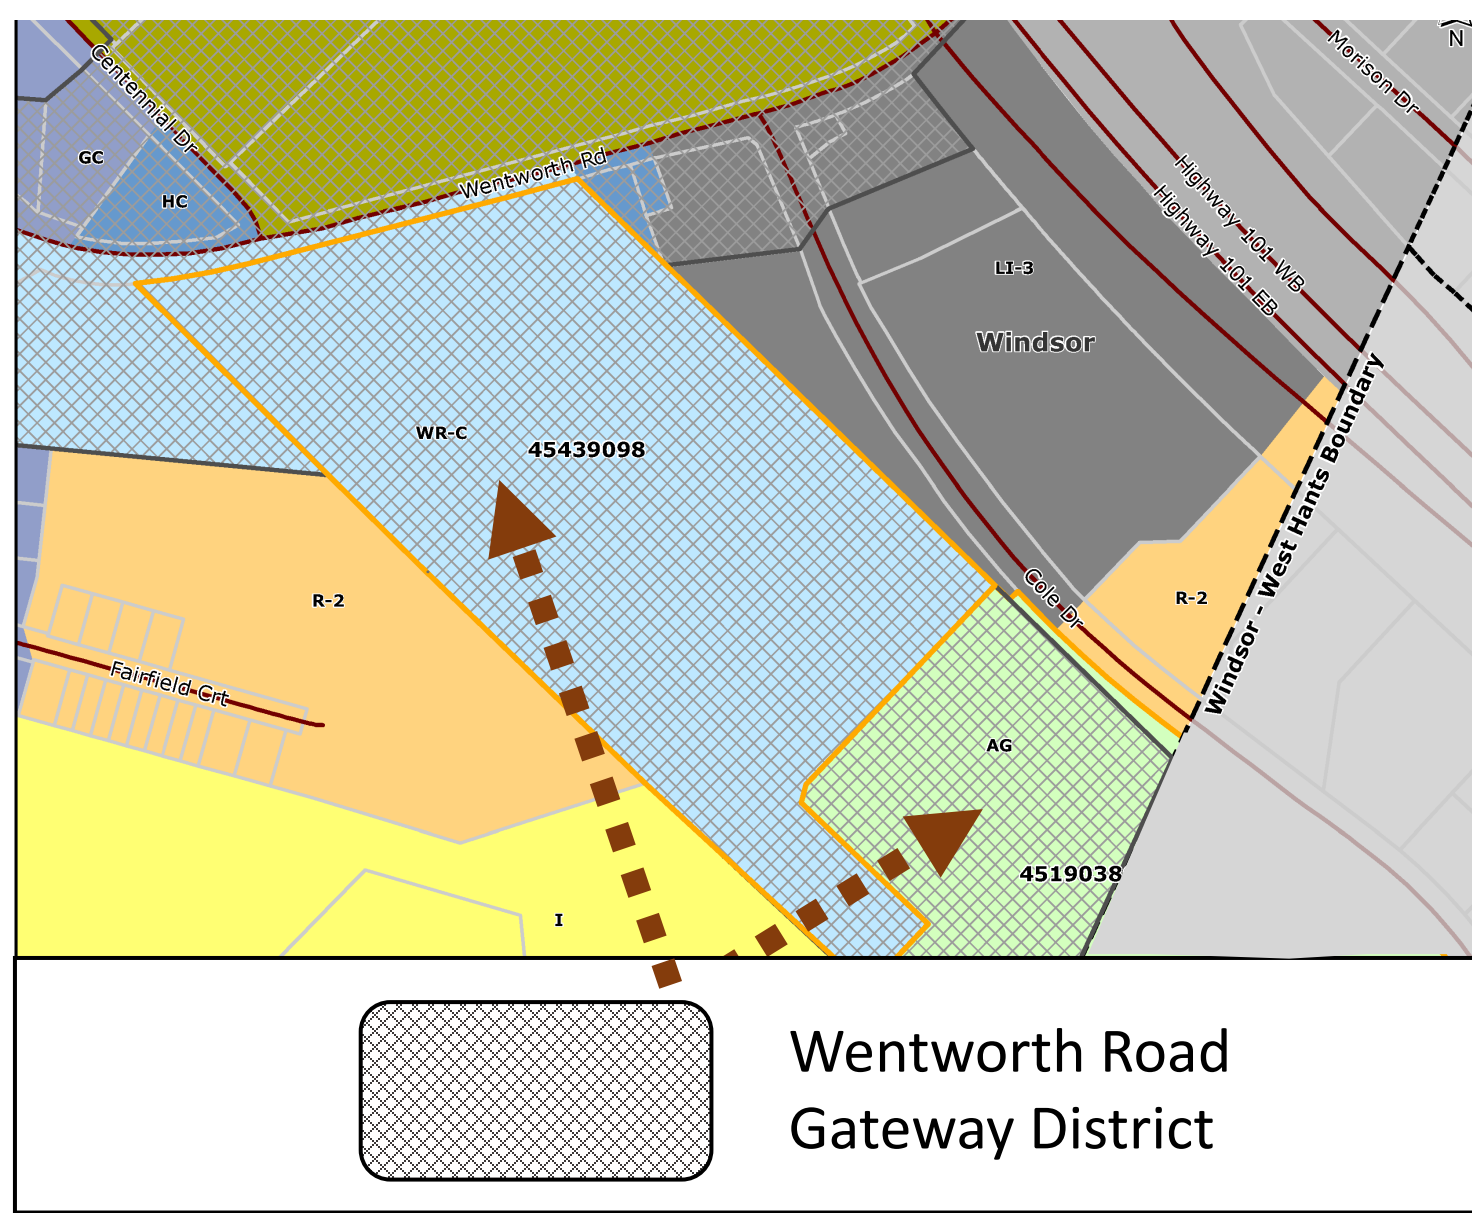 N
Morison Dr
Centennial Dr
GC
Wentworth Rd
HC
Highway 101 WB
Highway 101 EB
LI-3
Windsor
WR-C
45439098
Windsor - West Hants Boundary
R-2
Cole Dr
R-2
Fairfield Crt
AG
4519038
I
Wentworth Road
Gateway District